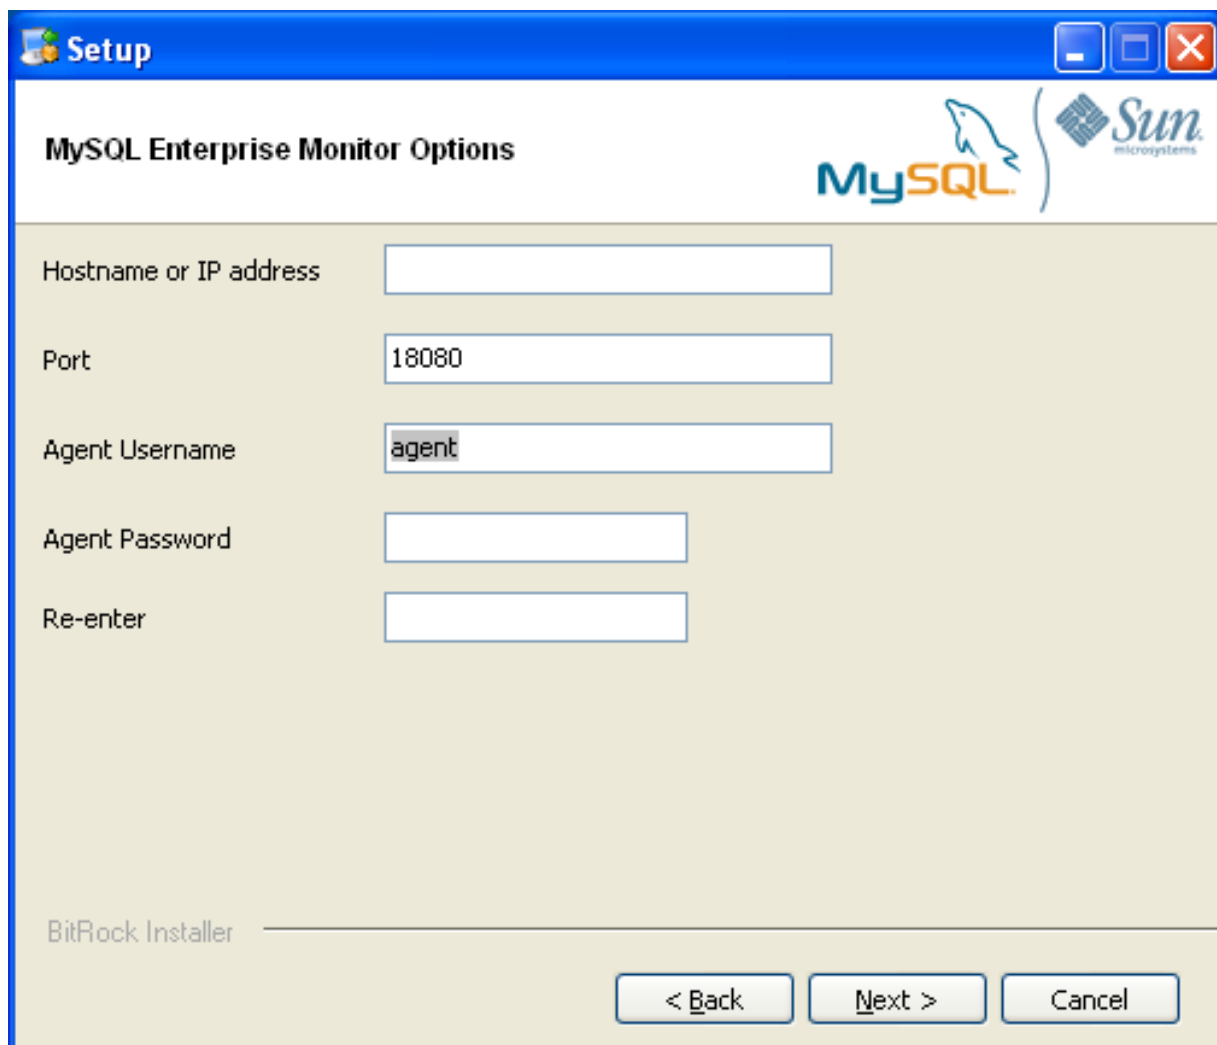 Setup
MySQL Enterprise Monitor Options
MySQL
Sun
microsystems
Hostname or IP address
Port 18080
Agent Username agent
Agent Password
Re-enter
BitRock Installer
< Back Next > Cancel